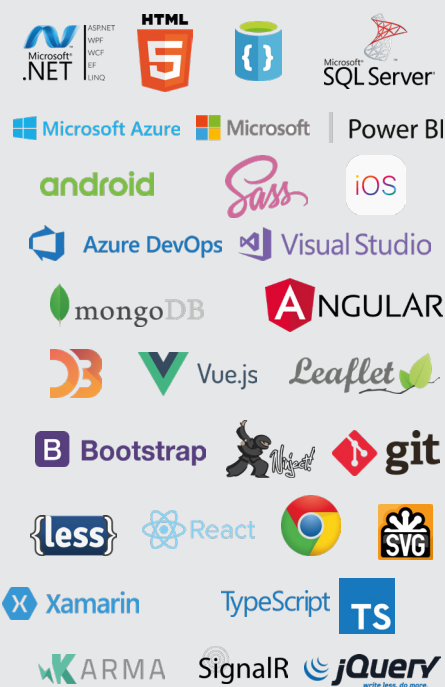 Microsoft®
.NET
ASP.NET
WPF
WCF
EF
LINQ
HTML
5
{ }
Microsoft®
SQL Server®
Microsoft Azure
Microsoft
Power BI
android
Sass
iOS
Azure DevOps
Visual Studio
mongoDB
ANGULAR
D3
Vue.js
Leaflet
B Bootstrap
Ninject!
git
{less}
React
SVG
X Xamarin
TypeScript
TS
KARMA
SignalR
jQuery
write less. do more.